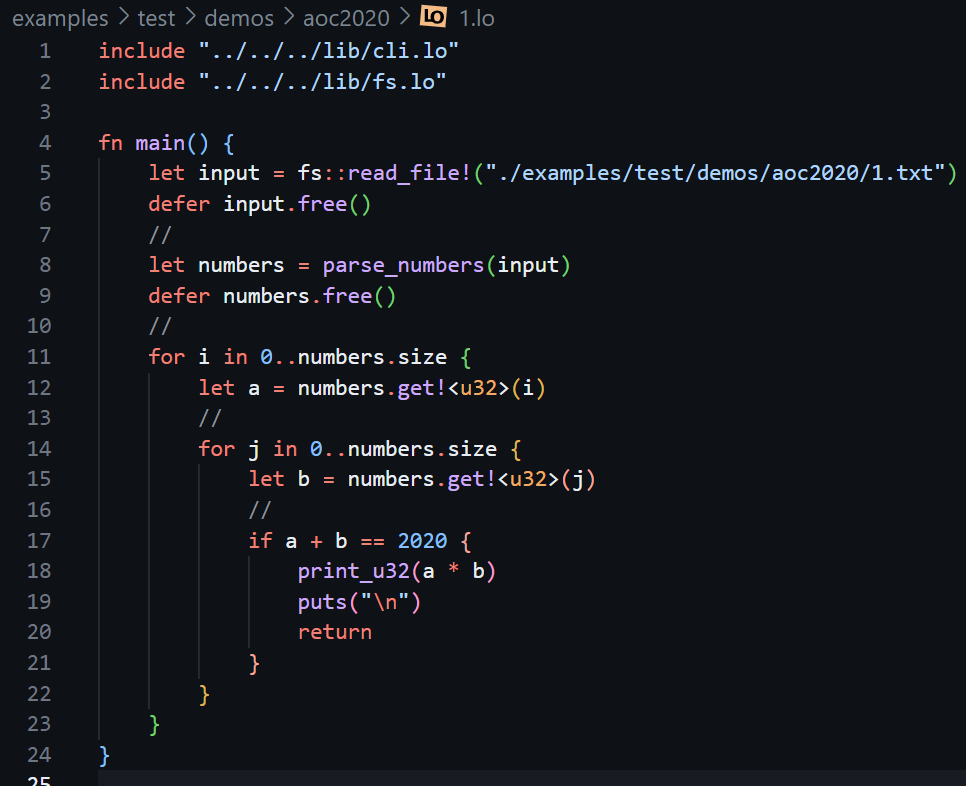 examples > test > demos > aoc2020 > LO 1.lo
1 include "../../../lib/cli.lo"
2 include "../../../lib/fs.lo"
3
4 fn main() {
5     let input = fs::read_file!("./examples/test/demos/aoc2020/1.txt")
6     defer input.free()
7     //
8     let numbers = parse_numbers(input)
9     defer numbers.free()
10     //
11     for i in 0..numbers.size {
12         let a = numbers.get!<u32>(i)
13         //
14         for j in 0..numbers.size {
15             let b = numbers.get!<u32>(j)
16             //
17             if a + b == 2020 {
18                 print_u32(a * b)
19                 puts("\n")
20                 return
21             }
22         }
23     }
24 }
25